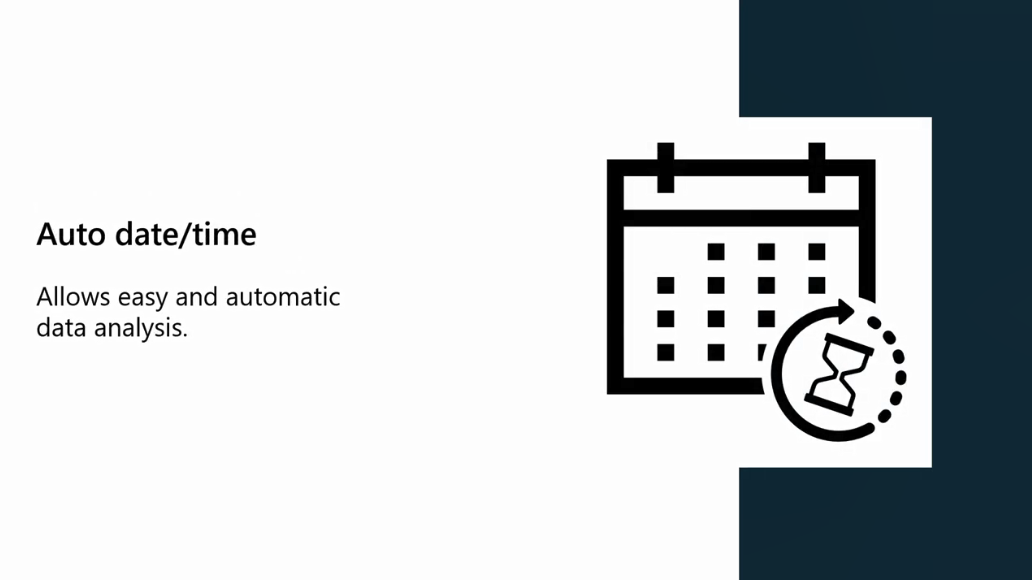 Auto date/time
Allows easy and automatic
data analysis.